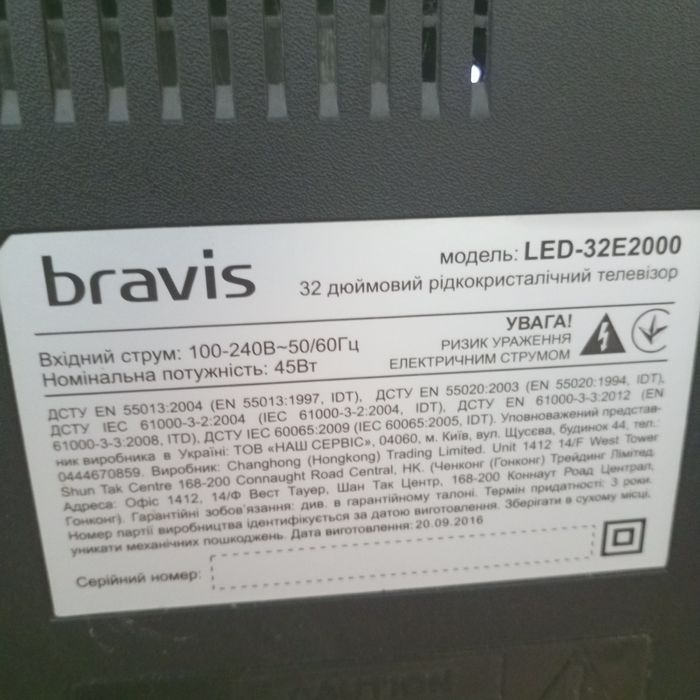 bravis
модель: LED-32E2000
32 дюймовий рідкокристалічний телевізор
Вхідний струм: 100-240В~50/60Гц
Номінальна потужність: 45Вт
УВАГА!
РИЗИК УРАЖЕННЯ
ЕЛЕКТРИЧНИМ СТРУМОМ
ДСТУ EN 55013:2004 (EN 55013:1997, IDT), ДСТУ EN 55020:2003 (EN 55020:1994, IDT),
ДСТУ IEC 61000-3-2:2004 (IEC 61000-3-2:2004, IDT), ДСТУ EN 61000-3-3:2012 (EN
61000-3-3:2008, ITD), ДСТУ IEC 60065:2009 (IEC 60065:2005, IDT). Уповноважений представ-
ник виробника в Україні: ТОВ «НАШ СЕРВІС», 04060, м. Київ, вул. Щусєва, будинок 44, тел.:
0444670859. Виробник: Changhong (Hongkong) Trading Limited. Unit 1412 14/F West Tower
Shun Tak Centre 168-200 Connaught Road Central, HK. (Ченконг (Гонконг) Трейдинг Лімітед.
Адреса: Офіс 1412, 14/Ф Вест Тауер, Шан Так Центр, 168-200 Коннаут Роад Централ,
Гонконг). Гарантійні зобов'язання: див. в гарантійному талоні. Термін придатності: 3 роки.
Номер партії виробництва ідентифікується за датою виготовлення. Зберігати в сухому місці,
уникати механічних пошкоджень. Дата виготовлення: 20.09.2016
Серійний номер:
CAUTION